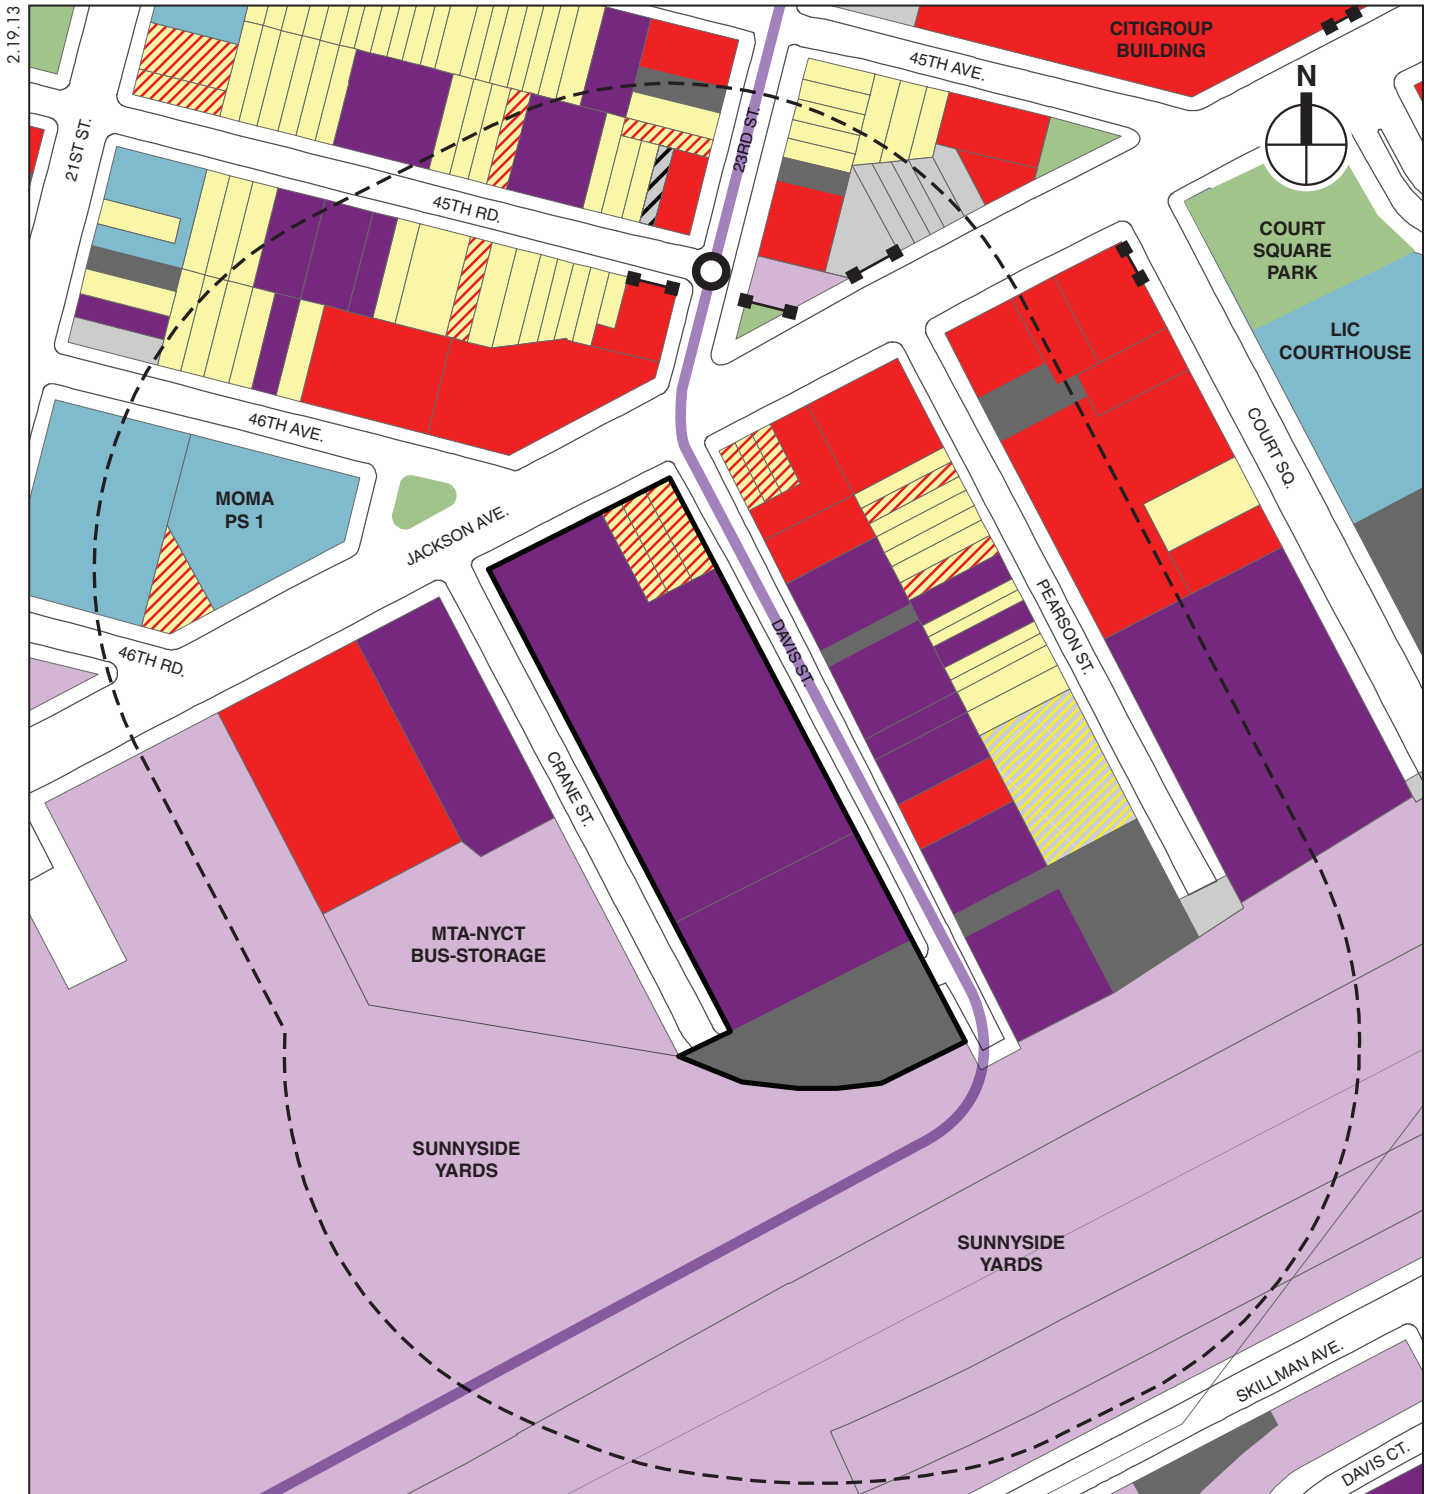 2.19.13
CITIGROUP
BUILDING
45TH AVE.
N
23RD ST.
21ST ST.
45TH RD.
COURT
SQUARE
PARK
LIC
COURTHOUSE
46TH AVE.
COURT SQ.
MOMA
PS 1
JACKSON AVE.
PEARSON ST.
DAVIS ST.
46TH RD.
CRANE ST.
MTA-NYCT
BUS-STORAGE
SUNNYSIDE
YARDS
SUNNYSIDE
YARDS
SKILLMAN AVE.
DAVIS CT.